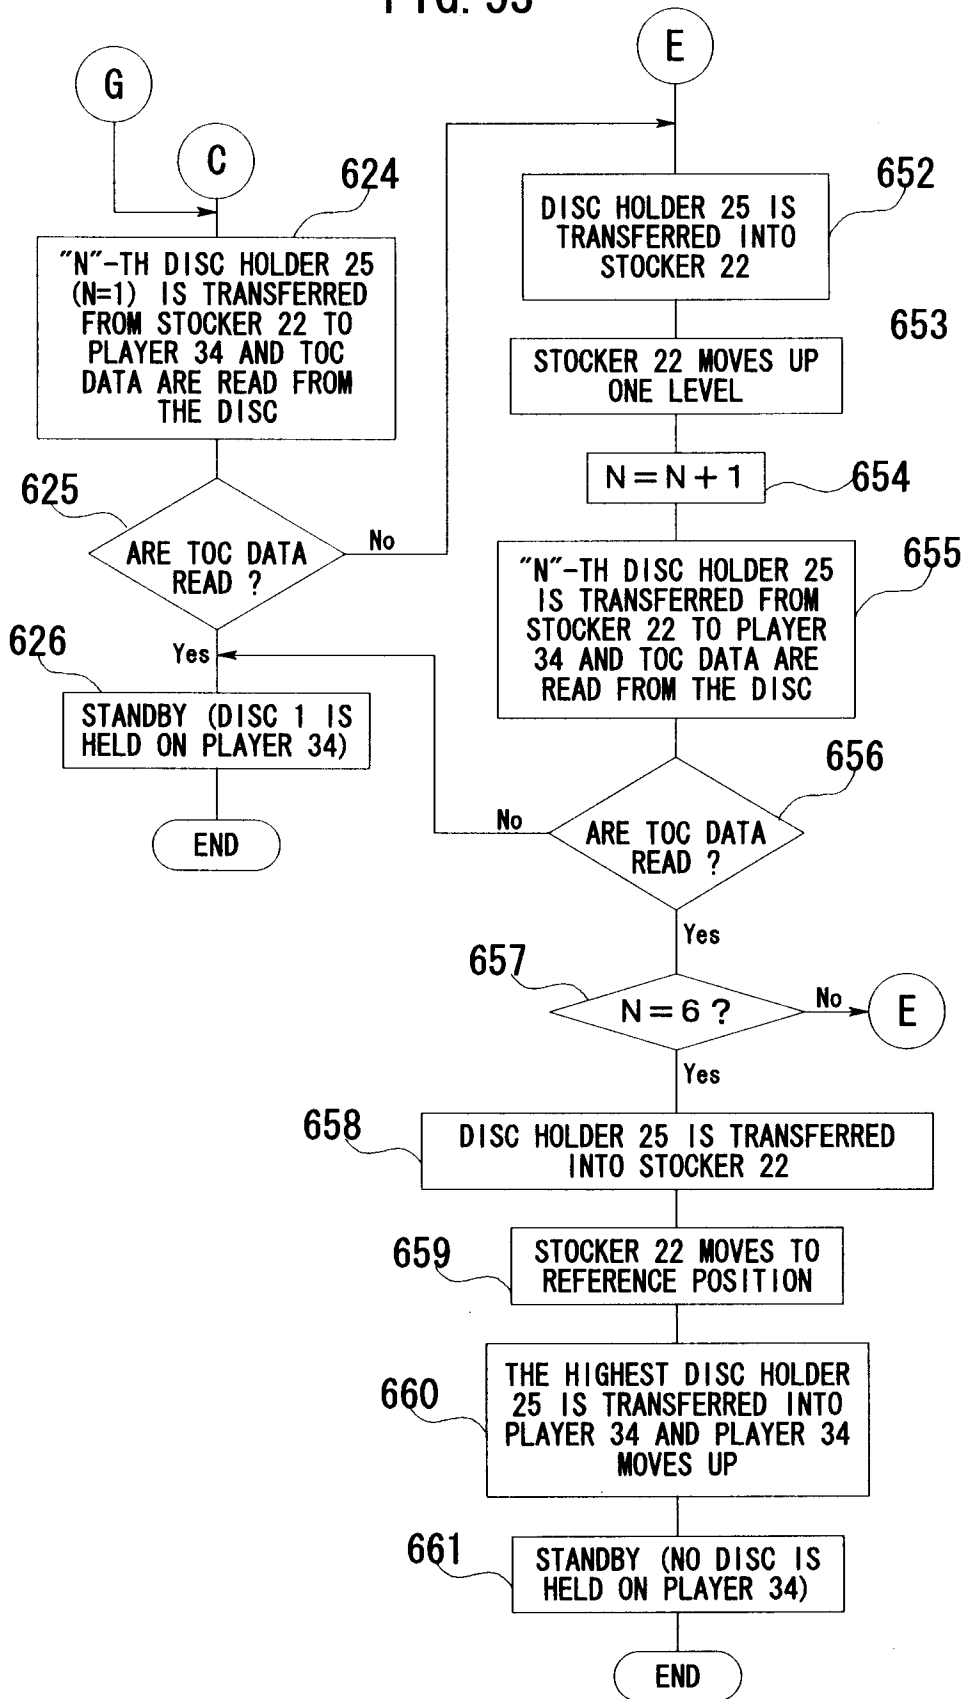 FIG. 53
E
G
C
624
"N"-TH DISC HOLDER 25
(N=1) IS TRANSFERRED
FROM STOCKER 22 TO
PLAYER 34 AND TOC
DATA ARE READ FROM
THE DISC
625
ARE TOC DATA
READ ?
No
Yes
626
STANDBY (DISC 1 IS
HELD ON PLAYER 34)
END
652
DISC HOLDER 25 IS
TRANSFERRED INTO
STOCKER 22
653
STOCKER 22 MOVES UP
ONE LEVEL
N=N+1
654
655
"N"-TH DISC HOLDER 25
IS TRANSFERRED FROM
STOCKER 22 TO PLAYER
34 AND TOC DATA ARE
READ FROM THE DISC
656
ARE TOC DATA
READ ?
No
Yes
657
N=6?
No
E
Yes
658
DISC HOLDER 25 IS TRANSFERRED
INTO STOCKER 22
659
STOCKER 22 MOVES TO
REFERENCE POSITION
660
THE HIGHEST DISC HOLDER
25 IS TRANSFERRED INTO
PLAYER 34 AND PLAYER 34
MOVES UP
661
STANDBY (NO DISC IS
HELD ON PLAYER 34)
END